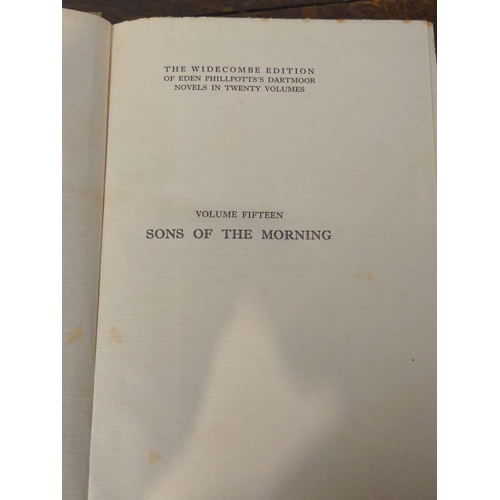 THE WIDECOMBE EDITION
OF EDEN PHILLPOTTS'S DARTMOOR
NOVELS IN TWENTY VOLUMES
VOLUME FIFTEEN
SONS OF THE MORNING